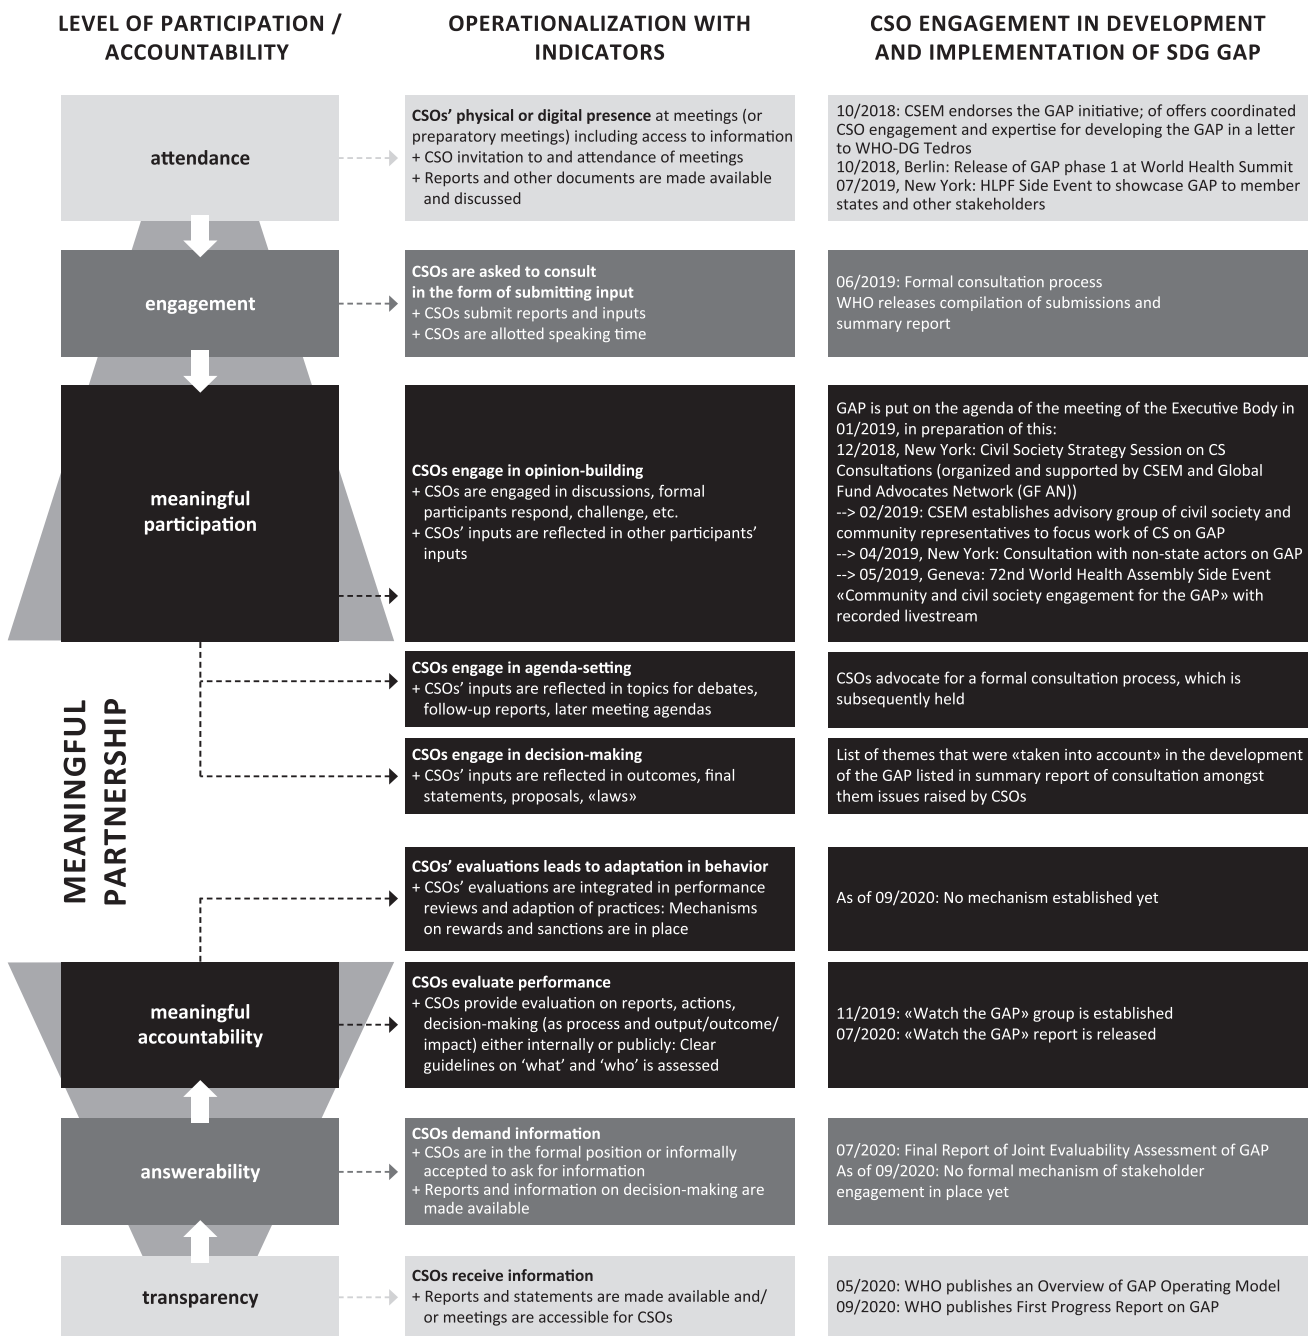 LEVEL OF PARTICIPATION /
ACCOUNTABILITY
OPERATIONALIZATION WITH
INDICATORS
CSO ENGAGEMENT IN DEVELOPMENT
AND IMPLEMENTATION OF SDG GAP
attendance
CSOs' physical or digital presence at meetings (or
preparatory meetings) including access to information
+ CSO invitation to and attendance of meetings
+ Reports and other documents are made available
and discussed
10/2018: CSEM endorses the GAP initiative; of offers coordinated
CSO engagement and expertise for developing the GAP in a letter
to WHO-DG Tedros
10/2018, Berlin: Release of GAP phase 1 at World Health Summit
07/2019, New York: HLPF Side Event to showcase GAP to member
states and other stakeholders
engagement
CSOs are asked to consult
in the form of submitting input
+ CSOs submit reports and inputs
+ CSOs are allotted speaking time
06/2019: Formal consultation process
WHO releases compilation of submissions and
summary report
meaningful
participation
CSOs engage in opinion-building
+ CSOs are engaged in discussions, formal
participants respond, challenge, etc.
+ CSOs' inputs are reflected in other participants'
inputs
GAP is put on the agenda of the meeting of the Executive Body in
01/2019, in preparation of this:
12/2018, New York: Civil Society Strategy Session on CS
Consultations (organized and supported by CSEM and Global
Fund Advocates Network (GF AN))
--> 02/2019: CSEM establishes advisory group of civil society and
community representatives to focus work of CS on GAP
--> 04/2019, New York: Consultation with non-state actors on GAP
--> 05/2019, Geneva: 72nd World Health Assembly Side Event
«Community and civil society engagement for the GAP» with
recorded livestream
CSOs engage in agenda-setting
+ CSOs' inputs are reflected in topics for debates,
follow-up reports, later meeting agendas
CSOs advocate for a formal consultation process, which is
subsequently held
CSOs engage in decision-making
+ CSOs' inputs are reflected in outcomes, final
statements, proposals, «laws»
List of themes that were «taken into account» in the development
of the GAP listed in summary report of consultation amongst
them issues raised by CSOs
MEANINGFUL
PARTNERSHIP
CSOs' evaluations leads to adaptation in behavior
+ CSOs' evaluations are integrated in performance
reviews and adaption of practices: Mechanisms
on rewards and sanctions are in place
As of 09/2020: No mechanism established yet
meaningful
accountability
CSOs evaluate performance
+ CSOs provide evaluation on reports, actions,
decision-making (as process and output/outcome/
impact) either internally or publicly: Clear
guidelines on 'what' and 'who' is assessed
11/2019: «Watch the GAP» group is established
07/2020: «Watch the GAP» report is released
answerability
CSOs demand information
+ CSOs are in the formal position or informally
accepted to ask for information
+ Reports and information on decision-making are
made available
07/2020: Final Report of Joint Evaluability Assessment of GAP
As of 09/2020: No formal mechanism of stakeholder
engagement in place yet
transparency
CSOs receive information
+ Reports and statements are made available and/
or meetings are accessible for CSOs
05/2020: WHO publishes an Overview of GAP Operating Model
09/2020: WHO publishes First Progress Report on GAP